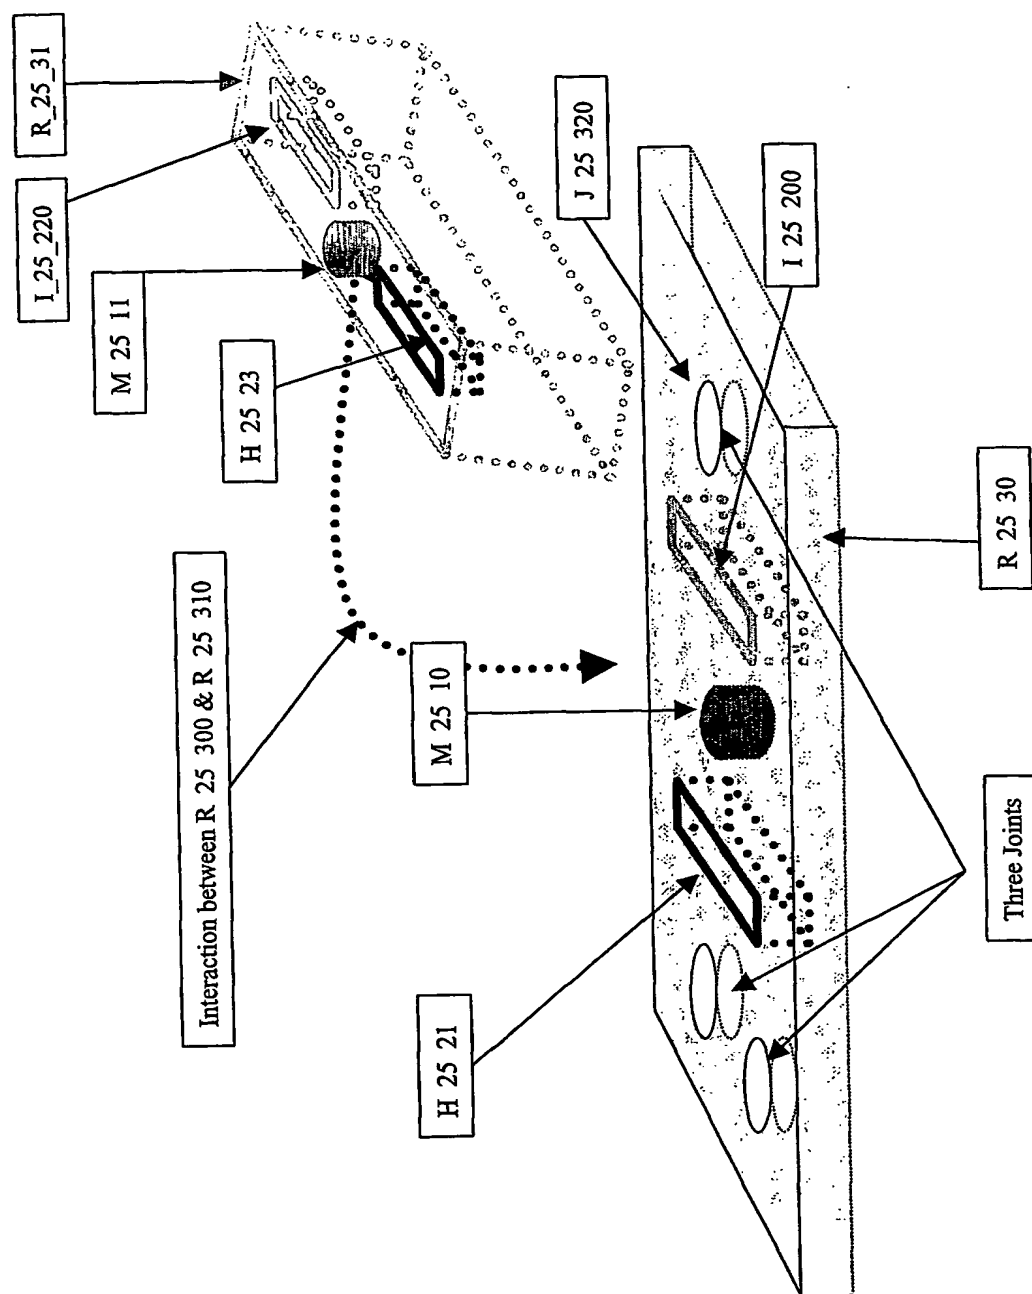 R_25_31
I_25_220
M 25 11
H 25 23
Interaction between R 25 300 & R 25 310
J 25 320
I 25 200
M 25 10
R 25 30
H 25 21
Three Joints